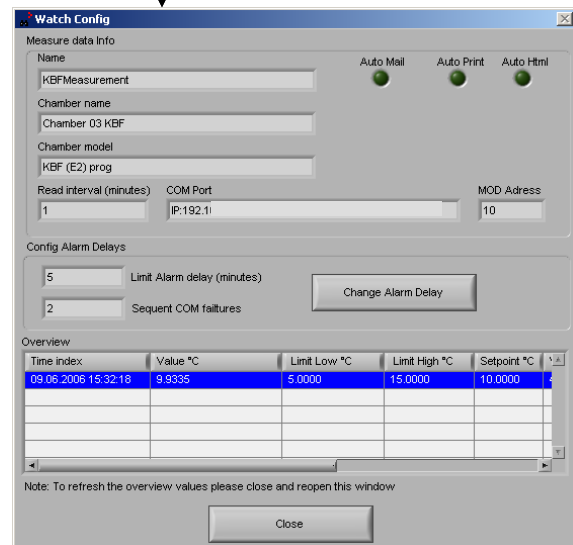 Watch Config
Measure data Info
Name Auto Mail Auto Print Auto Html
KBFMeasurement
Chamber name
Chamber 03 KBF
Chamber model
KBF (E2) prog
Read interval (minutes) COM Port MOD Adress
1 IP:192.1 10
Config Alarm Delays
5 Limit Alarm delay (minutes)
Change Alarm Delay
2 Sequent COM failtures
Overview
Time index Value °C Limit Low °C Limit High °C Setpoint °C
09.06.2006 15:32:18 9.9335 5.0000 15.0000 10.0000
Note: To refresh the overview values please close and reopen this window
Close